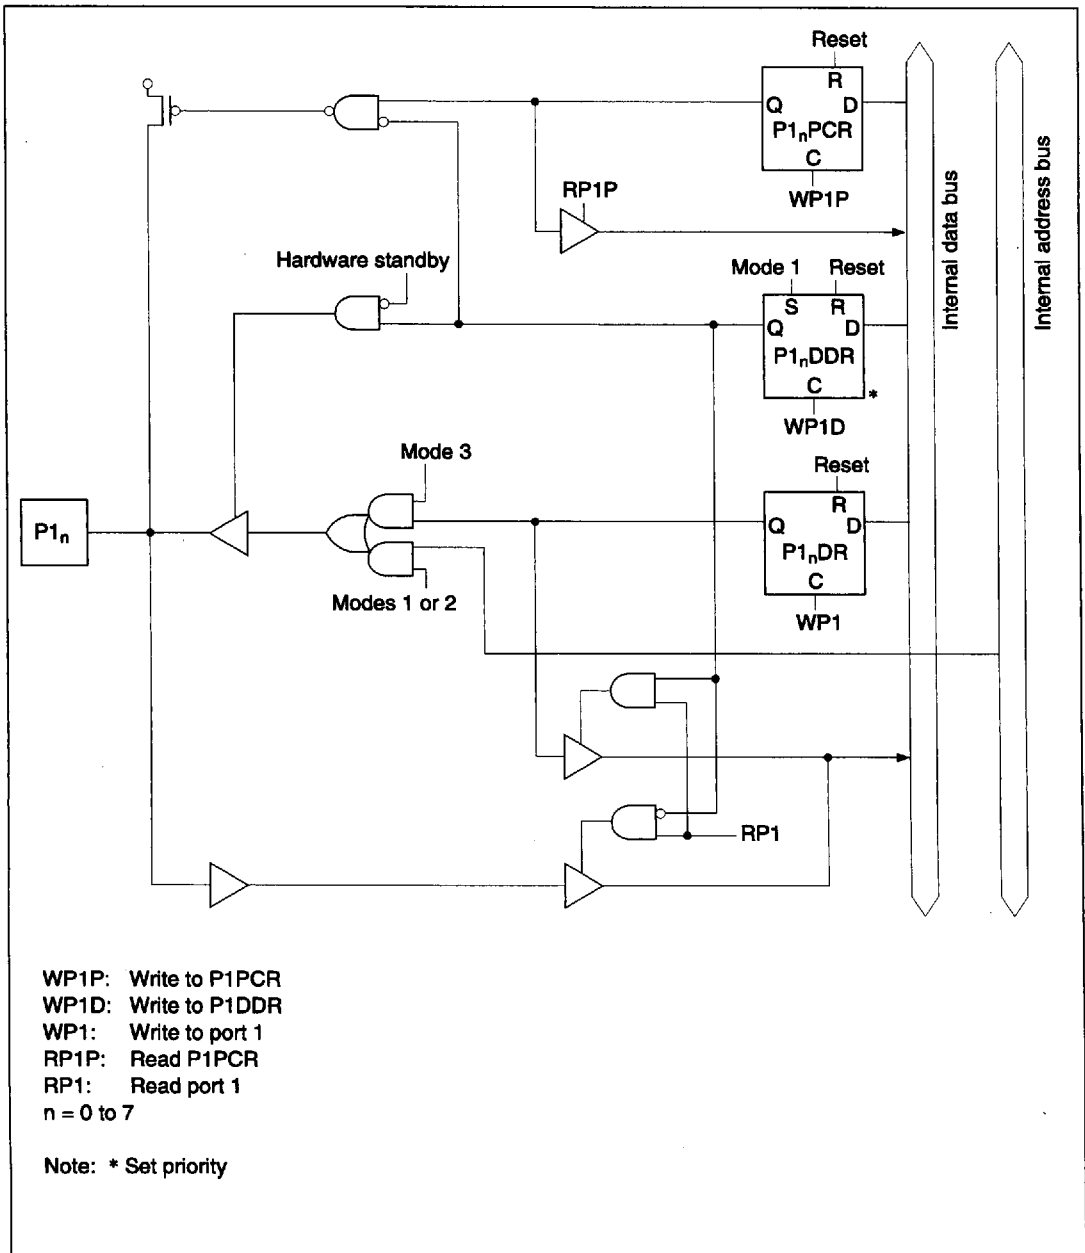 Reset
R
Q D
P1nPCR
C
WP1P
RP1P
Internal data bus
Internal address bus
Hardware standby
Mode 1 Reset
S R
Q D
P1nDDR
C
*
WP1D
Mode 3
Reset
R
Q D
P1nDR
C
WP1
P1n
Modes 1 or 2
RP1
WP1P: Write to P1PCR
WP1D: Write to P1DDR
WP1: Write to port 1
RP1P: Read P1PCR
RP1: Read port 1
n = 0 to 7
Note: * Set priority